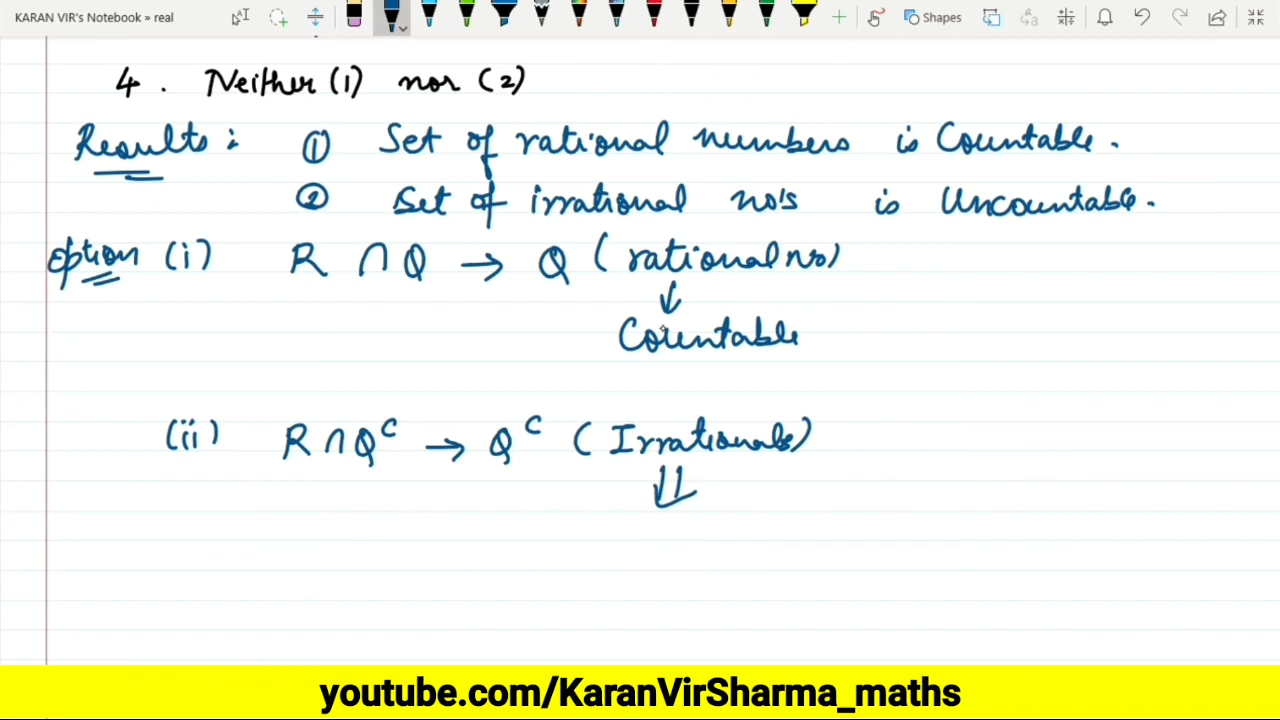 KARAN VIR's Notebook » real
Shapes
4. Neither (1) nor (2)
Results : ① Set of rational numbers is Countable.
② Set of irrational no's is Uncountable.
option (i) R ∩ Q → Q (rational no)
↓
Countable
(ii) R ∩ Q^c → Q^c (Irrationals)
⇓
youtube.com/KaranVirSharma_maths